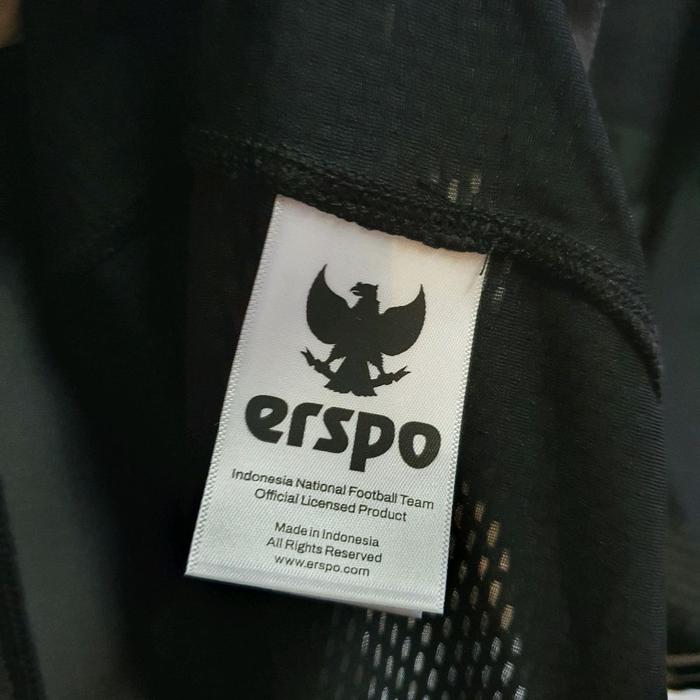 erspo
Indonesia National Football Team
Official Licensed Product
Made in Indonesia
All Rights Reserved
www.erspo.com